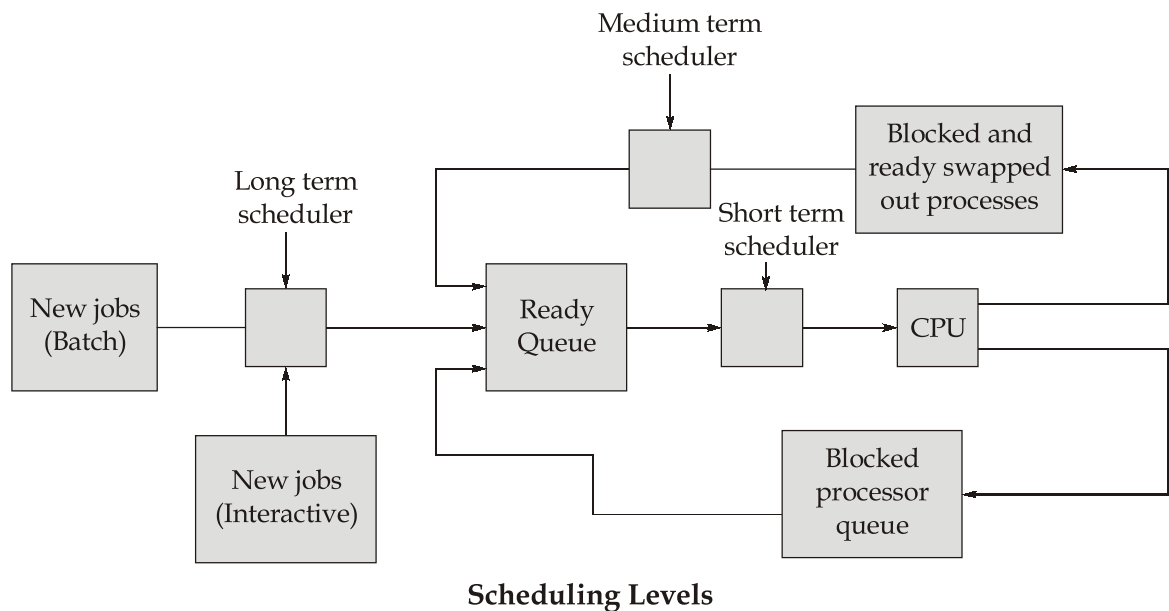 Medium term
scheduler
Blocked and
ready swapped
out processes
Long term
scheduler
Short term
scheduler
New jobs
(Batch)
Ready
Queue
CPU
New jobs
(Interactive)
Blocked
processor
queue
Scheduling Levels